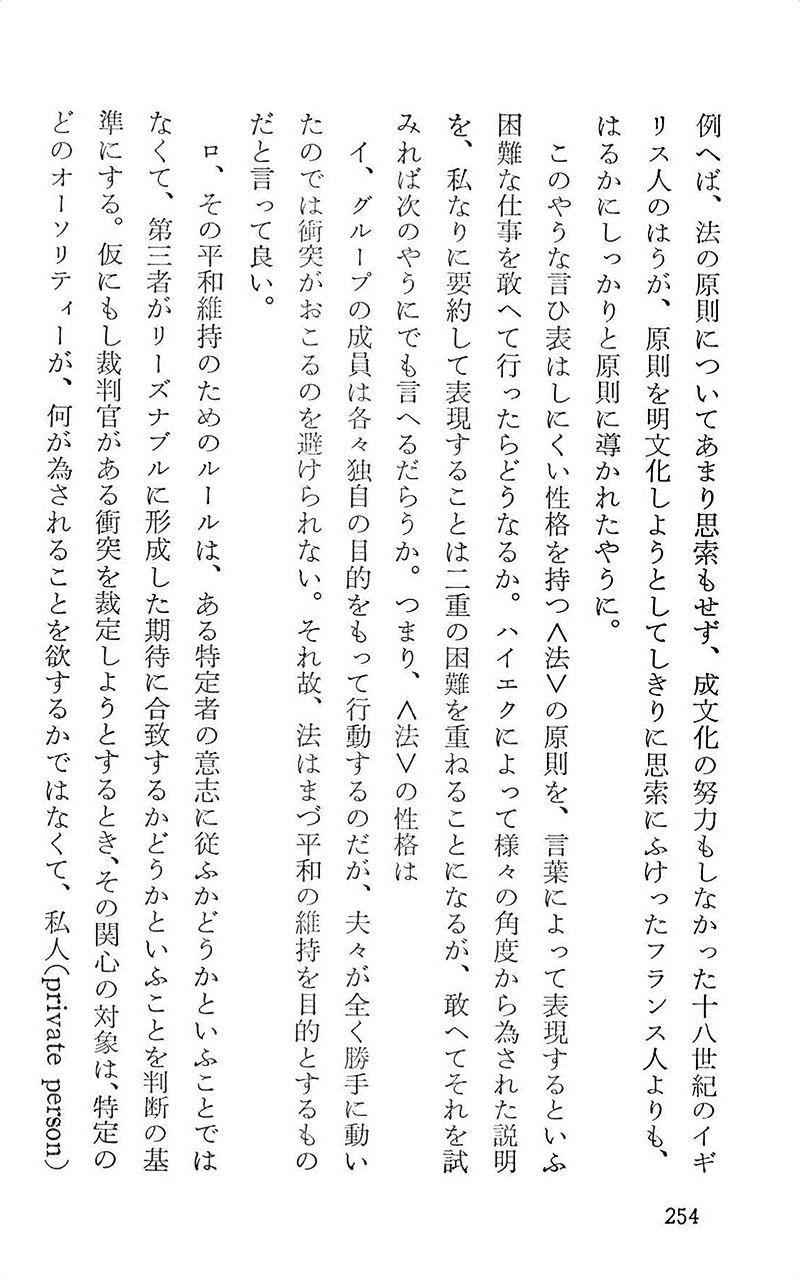 例へば、法の原則についてあまり思索もせず、成文化の努力もしなかった十八世紀のイギ
リス人のはうが、原則を明文化しようとしてしきりに思索にふけったフランス人よりも、
はるかにしっかりと原則に導かれたやうに。
このやうな言ひ表はしにくい性格を持つ＜法＞の原則を、言葉によって表現するといふ
困難な仕事を敢へて行ったらどうなるか。ハイエクによって様々の角度から為された説明
を、私なりに要約して表現することは二重の困難を重ねることになるが、敢へてそれを試
みれば次のやうにでも言へるだらうか。つまり、＜法＞の性格は
イ、グループの成員は各々独自の目的をもって行動するのだが、夫々が全く勝手に動い
たのでは衝突がおこるのを避けられない。それ故、法はまづ平和の維持を目的とするもの
だと言って良い。
ロ、その平和維持のためのルールは、ある特定者の意志に従ふかどうかといふことでは
なくて、第三者がリーズナブルに形成した期待に合致するかどうかといふことを判断の基
準にする。仮にもし裁判官がある衝突を裁定しようとするとき、その関心の対象は、特定の
どのオーソリティーが、何が為されることを欲するかではなくて、私人(private person)
254